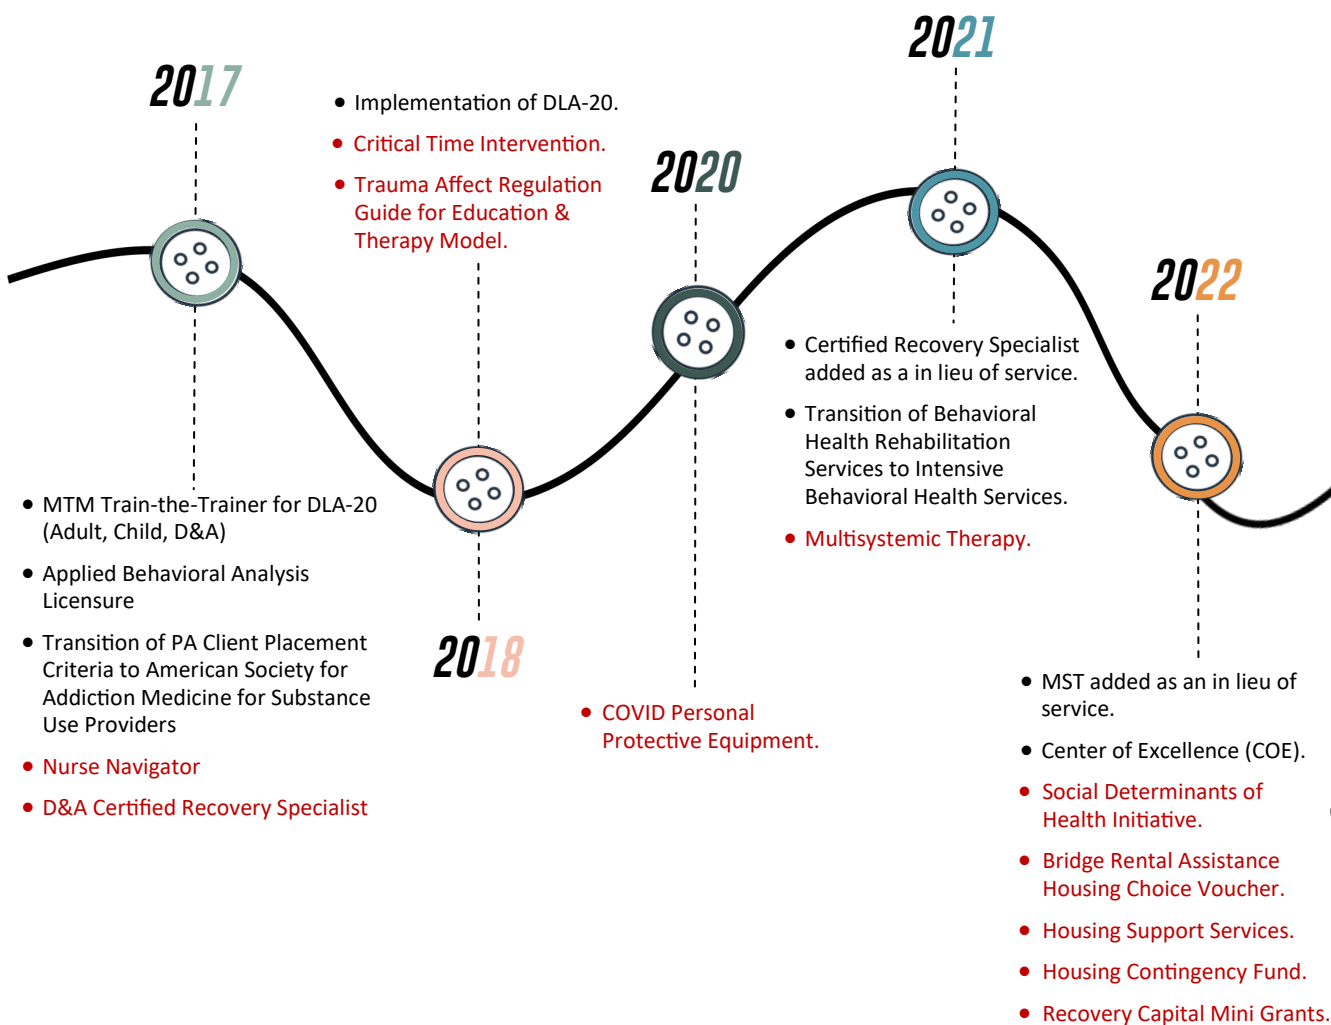 2017
• MTM Train-the-Trainer for DLA-20
(Adult, Child, D&A)
• Applied Behavioral Analysis
Licensure
• Transition of PA Client Placement
Criteria to American Society for
Addiction Medicine for Substance
Use Providers
• Nurse Navigator
• D&A Certified Recovery Specialist
• Implementation of DLA-20.
• Critical Time Intervention.
• Trauma Affect Regulation
Guide for Education &
Therapy Model.
2018
2020
• COVID Personal
Protective Equipment.
2021
• Certified Recovery Specialist
added as a in lieu of service.
• Transition of Behavioral
Health Rehabilitation
Services to Intensive
Behavioral Health Services.
• Multisystemic Therapy.
2022
• MST added as an in lieu of
service.
• Center of Excellence (COE).
• Social Determinants of
Health Initiative.
• Bridge Rental Assistance
Housing Choice Voucher.
• Housing Support Services.
• Housing Contingency Fund.
• Recovery Capital Mini Grants.